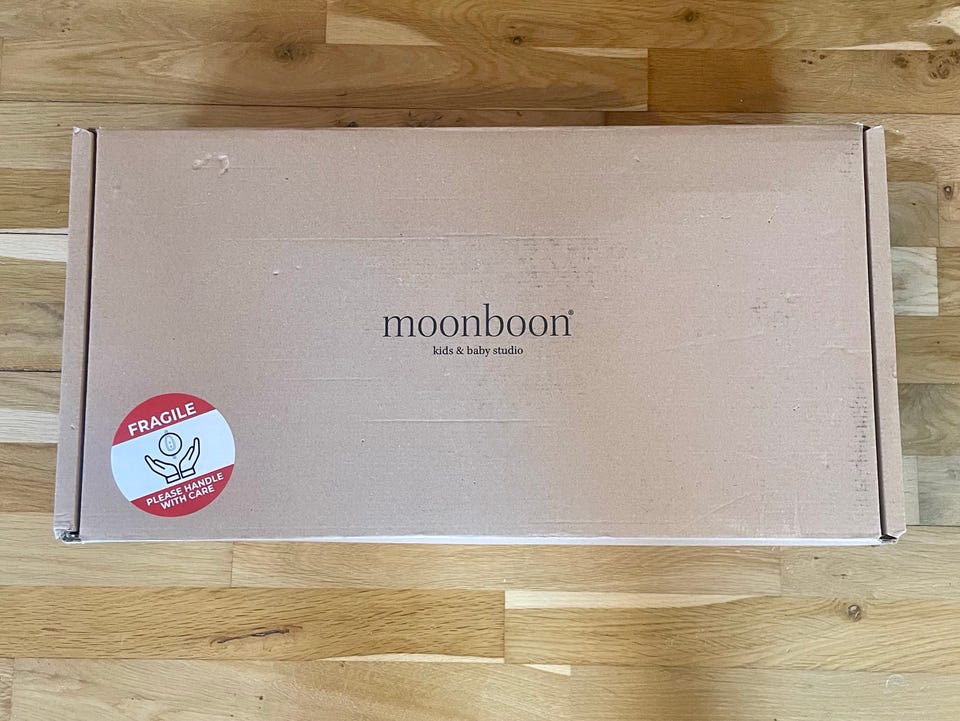 moonboon®
kids & baby studio
FRAGILE
PLEASE HANDLE
WITH CARE